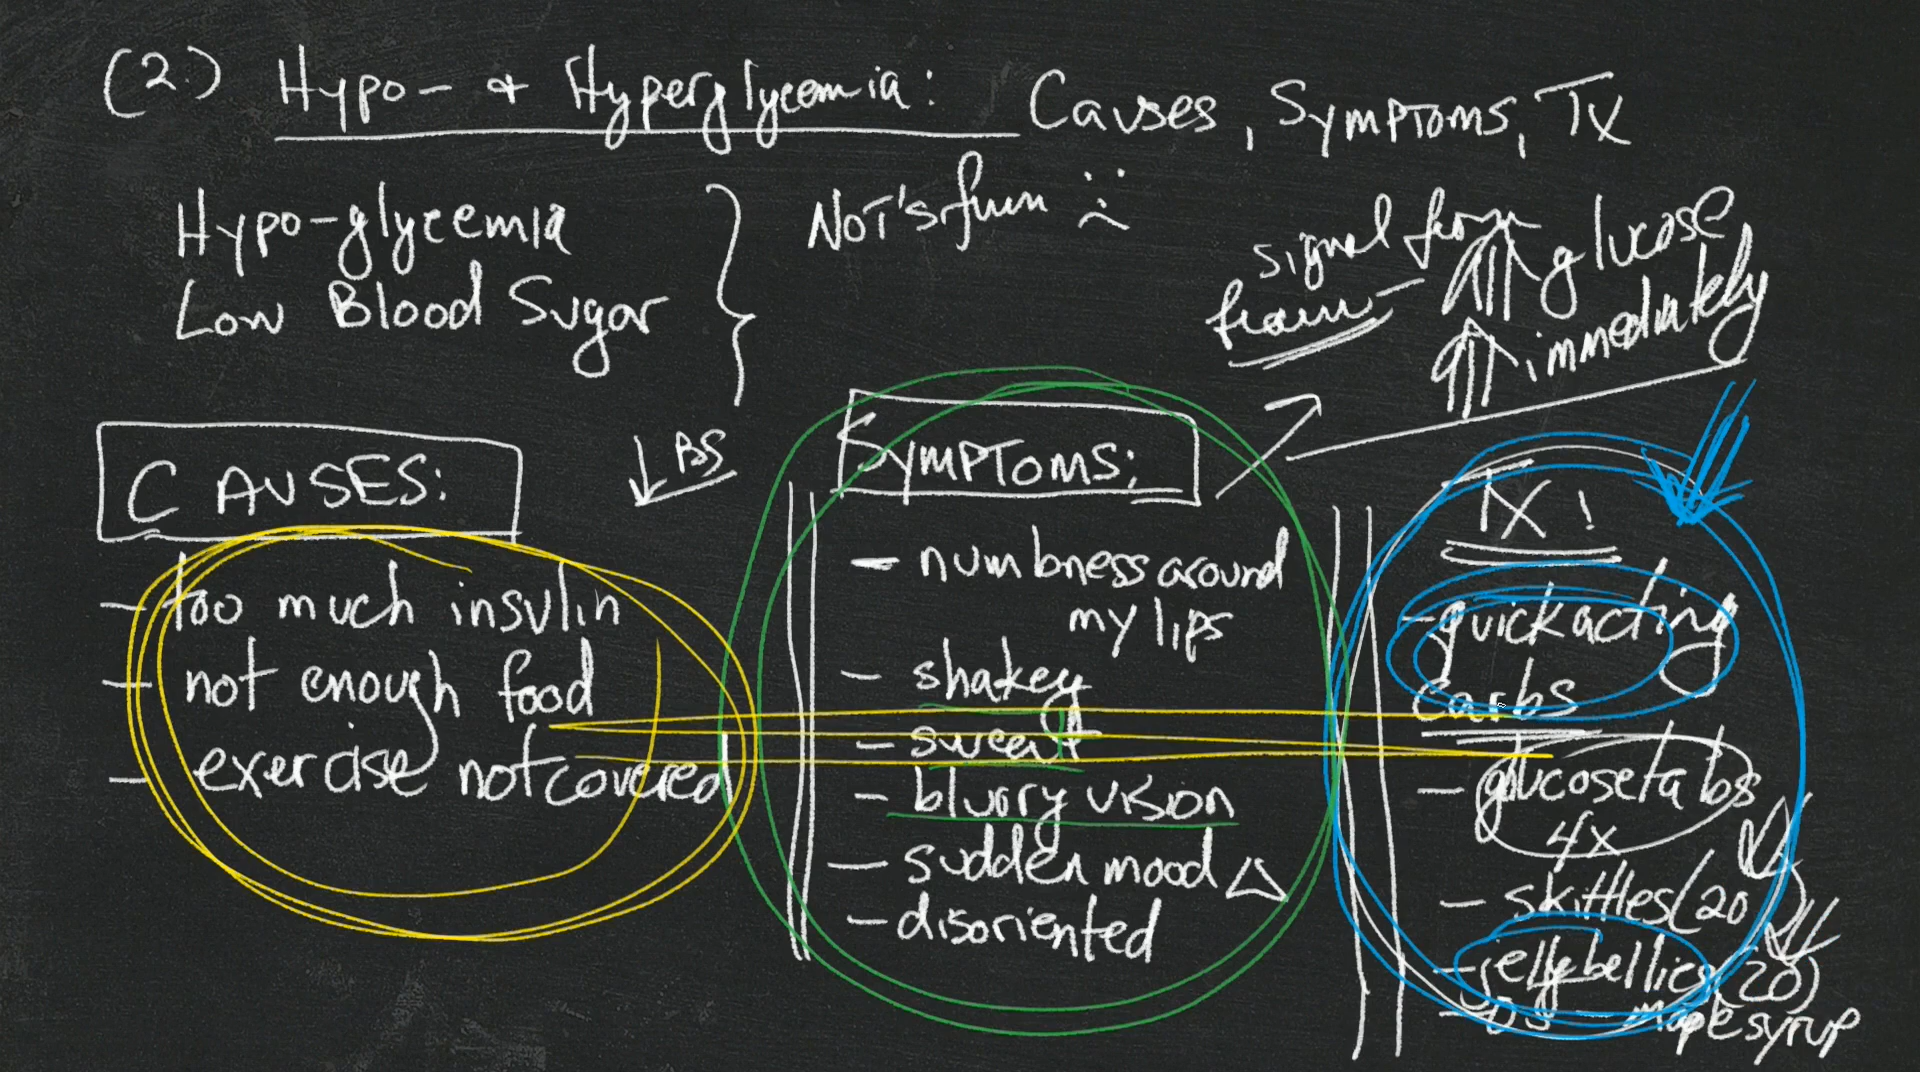 (2.) Hypo- + Hyperglycemia: Causes, Symptoms, Tx
Hypo-glycemia
Low Blood Sugar
Not's fun
signal from
glucose
immediately
CAUSES:
- too much insulin
- not enough food
- exercise not covered
BS
SYMPTOMS:
- numbness around
my lips
- shakey
- sweat
- blurry vision
- sudden mood Δ
- disoriented
TX!
- quick acting
carbs
- glucose tabs
4x
- skittles (20)
- jelly bellies (20)
maple syrup